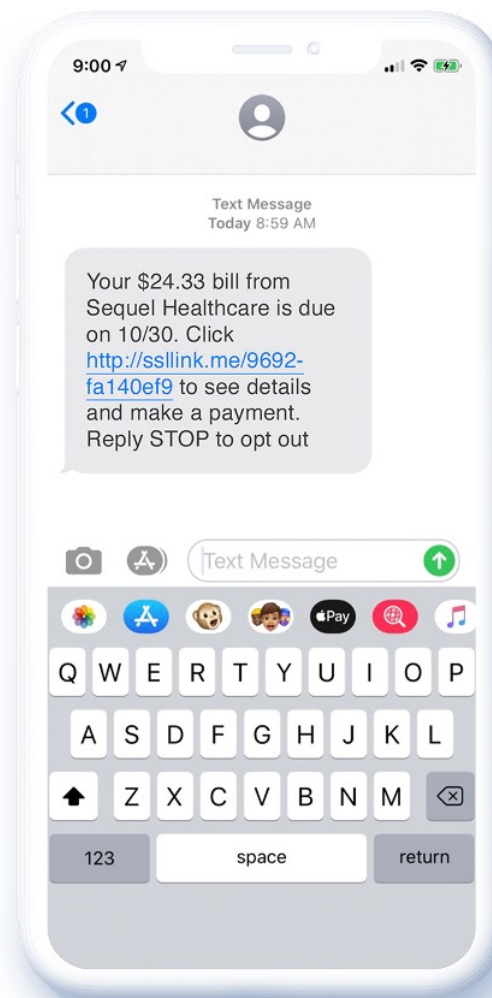 9:00
1
Text Message
Today 8:59 AM
Your $24.33 bill from
Sequel Healthcare is due
on 10/30. Click
http://ssllink.me/9692-
fa140ef9 to see details
and make a payment.
Reply STOP to opt out
Text Message
Pay
Q W E R T Y U I O P
A S D F G H J K L
Z X C V B N M
123 space return